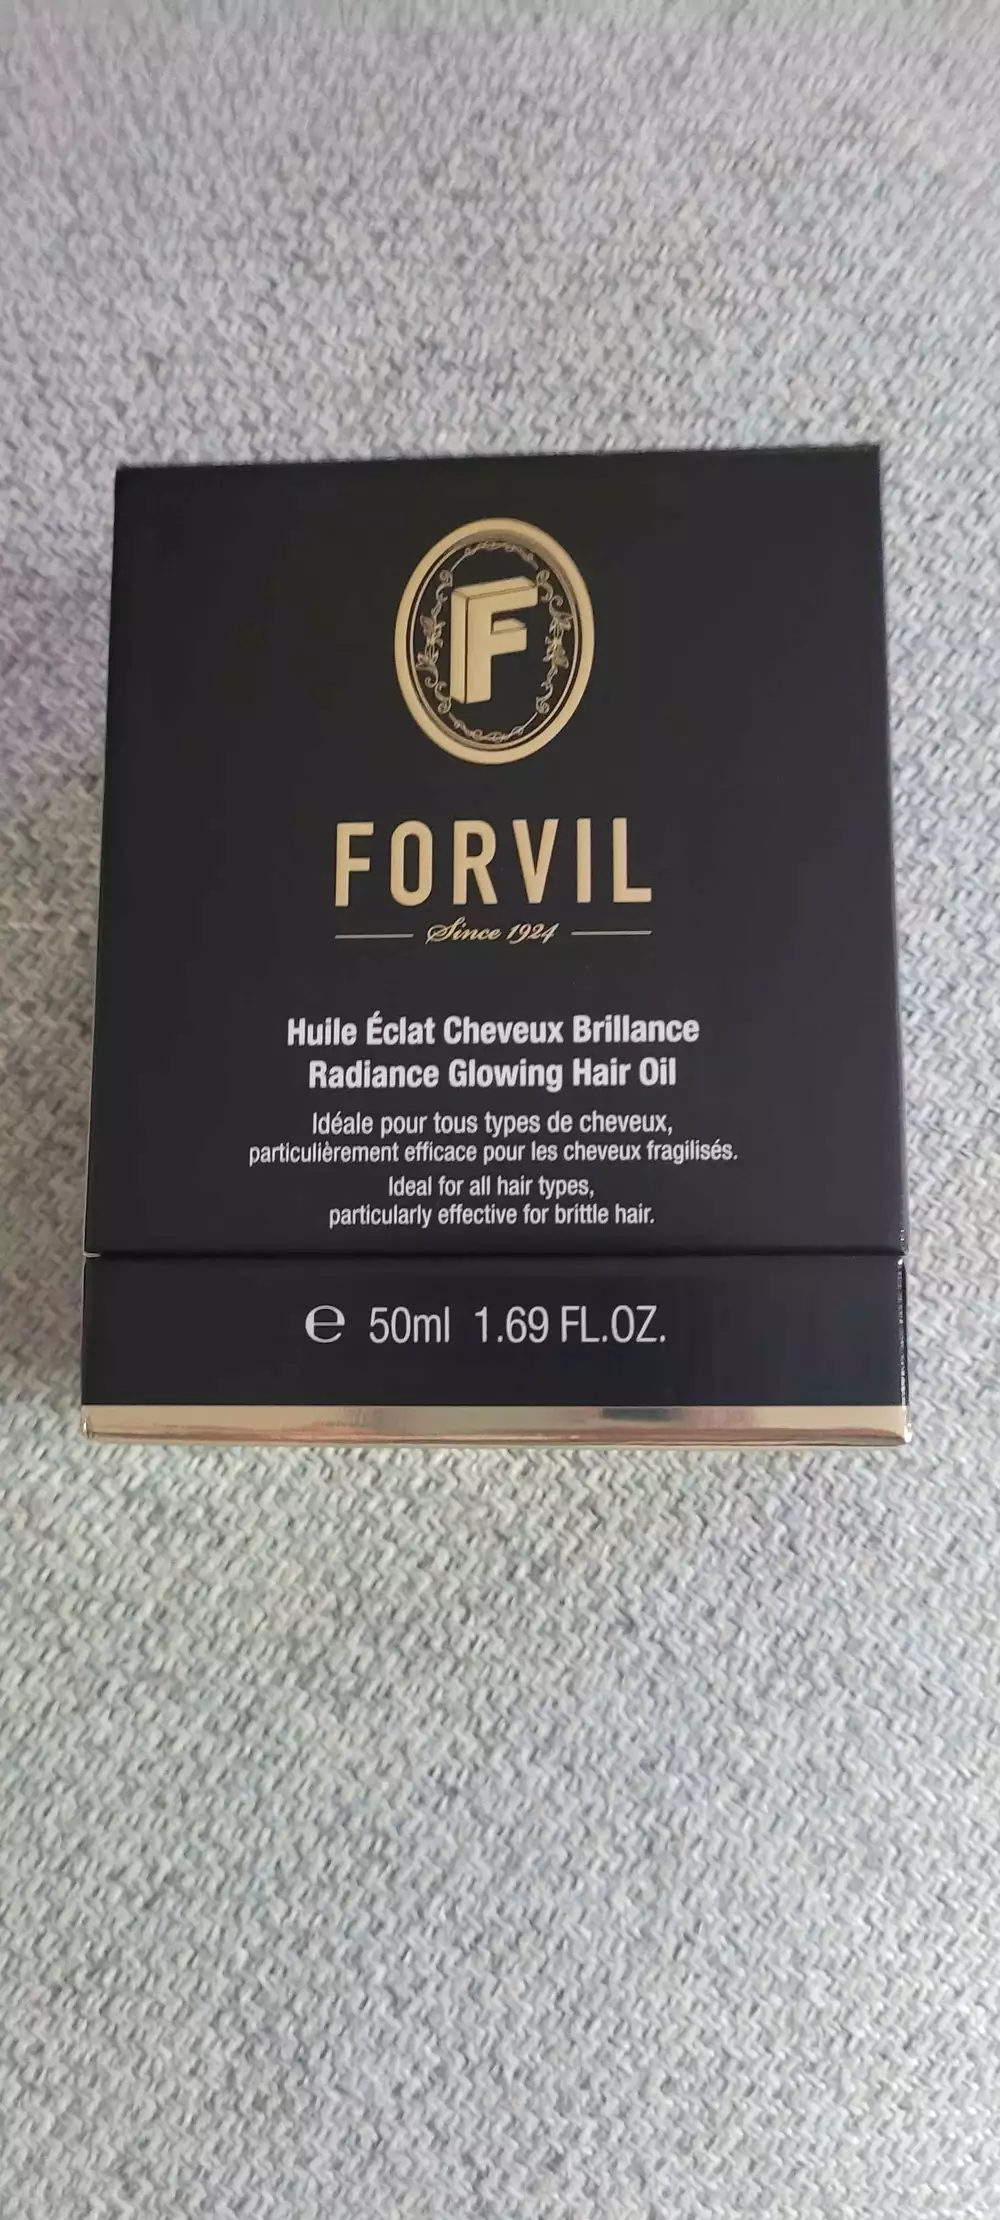 F
FORVIL
Since 1924
Huile Éclat Cheveux Brillance
Radiance Glowing Hair Oil
Idéale pour tous types de cheveux,
particulièrement efficace pour les cheveux fragilisés.
Ideal for all hair types,
particularly effective for brittle hair.
℮ 50ml 1.69 FL.OZ.